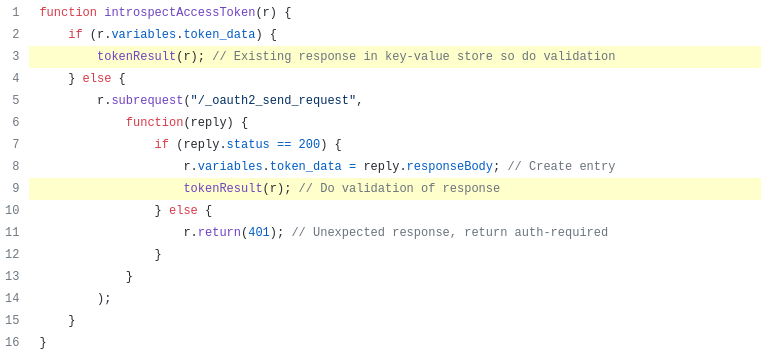 1 function introspectAccessToken(r) {
2     if (r.variables.token_data) {
3         tokenResult(r); // Existing response in key-value store so do validation
4     } else {
5         r.subrequest("/_oauth2_send_request",
6             function(reply) {
7                 if (reply.status == 200) {
8                     r.variables.token_data = reply.responseBody; // Create entry
9                     tokenResult(r); // Do validation of response
10                 } else {
11                     r.return(401); // Unexpected response, return auth-required
12                 }
13             }
14         );
15     }
16 }